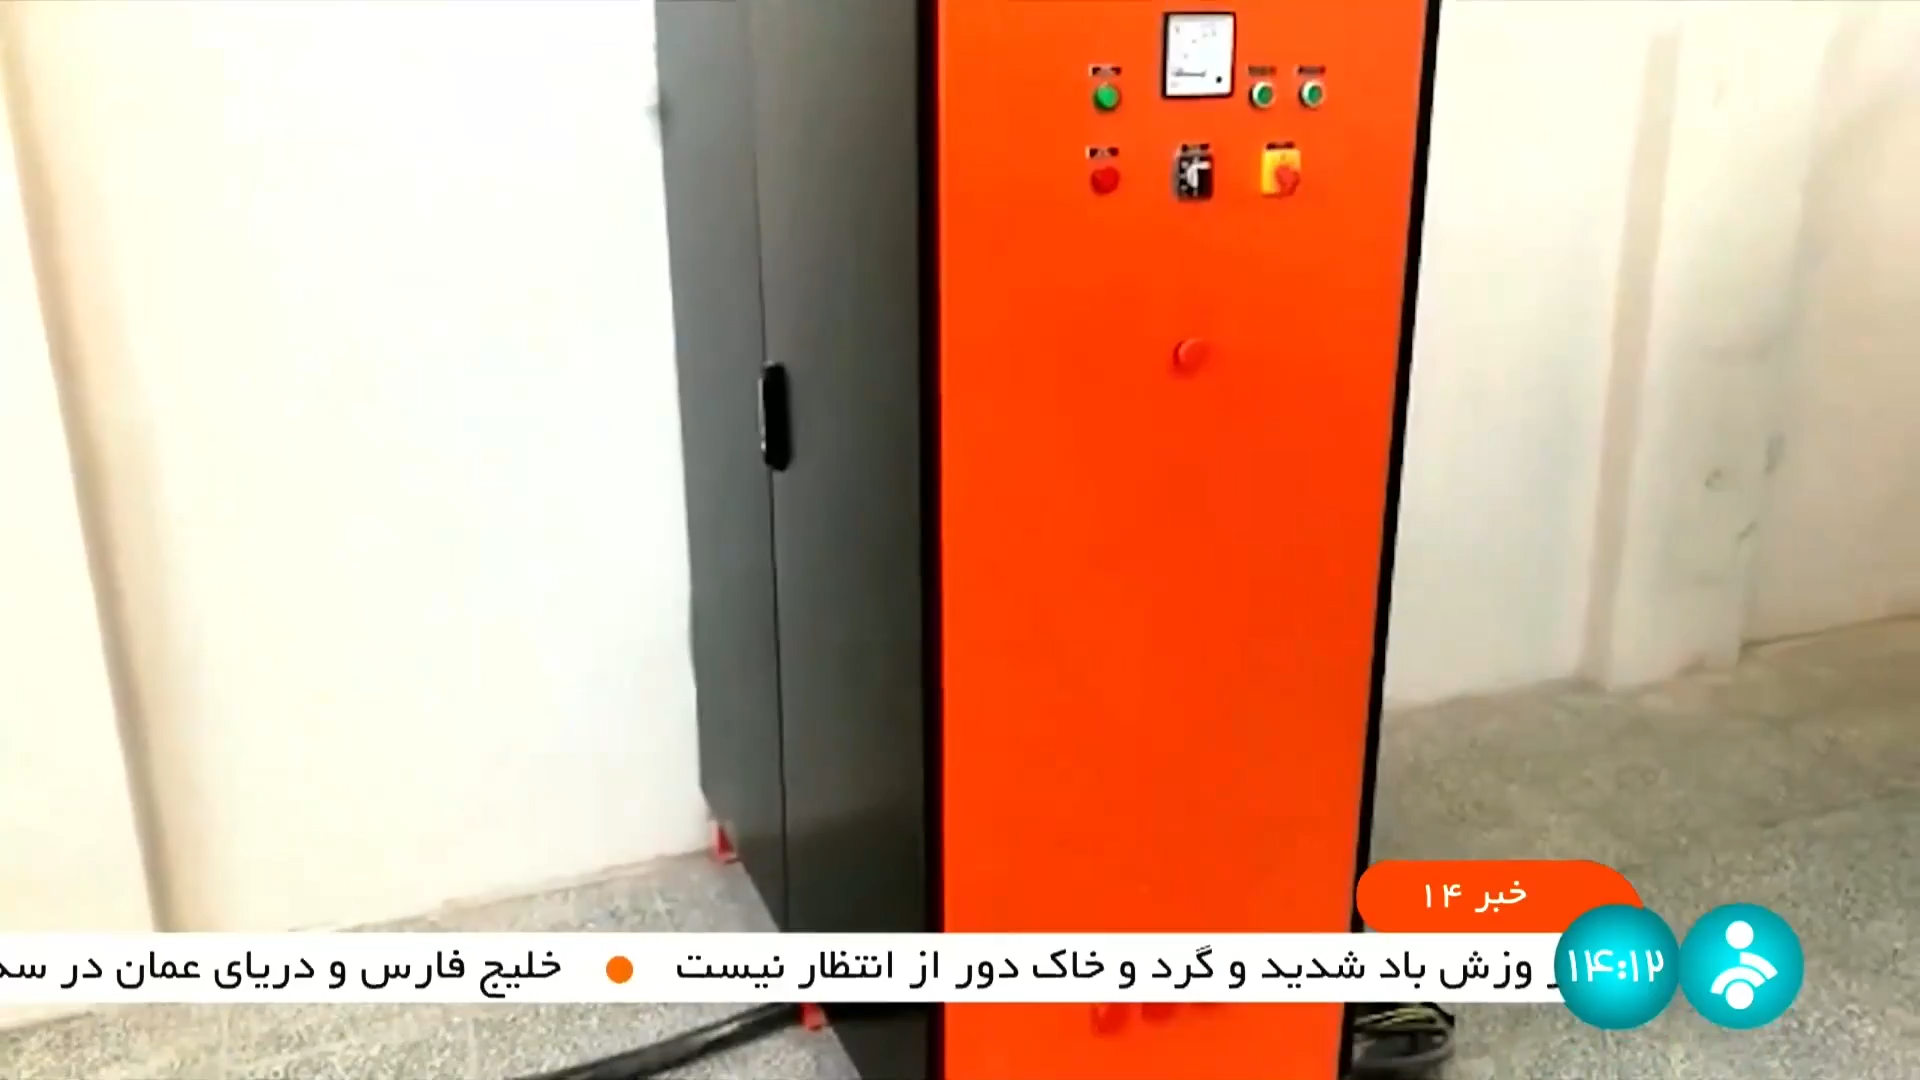 خبر ۱۴
۱۴:۱۲
وزش باد شدید و گرد و خاک دور از انتظار نیست ● خلیج فارس و دریای عمان در